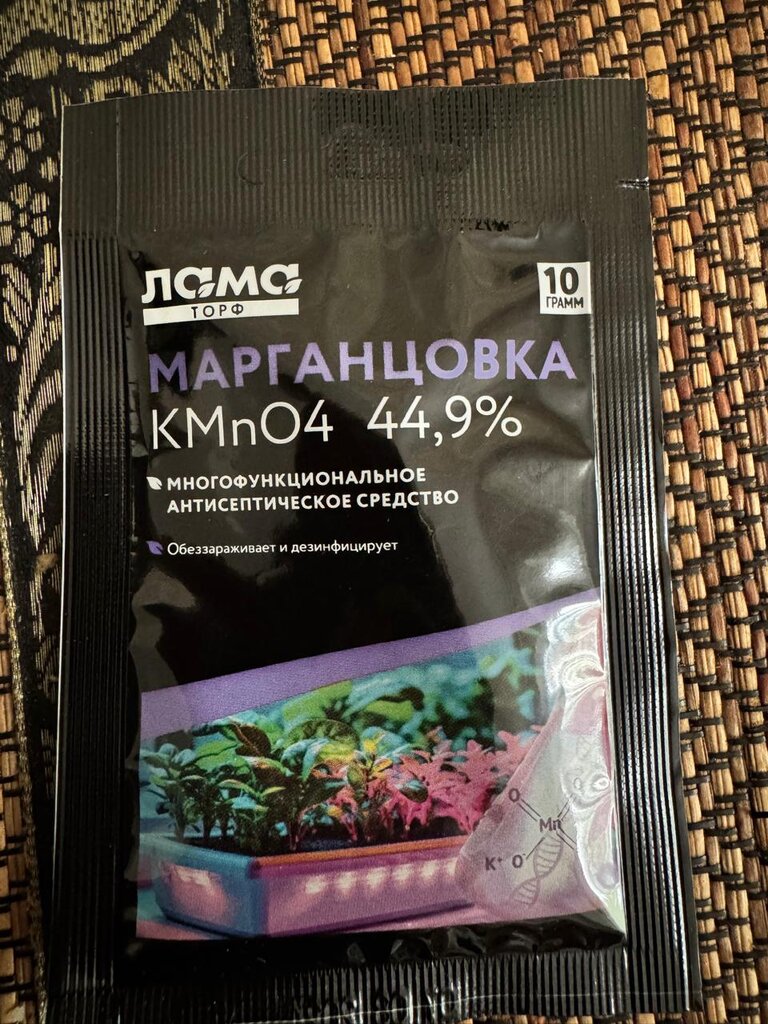 лама
ТОРФ
10
ГРАММ
МАРГАНЦОВКА
KMnO4 44,9%
МНОГОФУНКЦИОНАЛЬНОЕ
АНТИСЕПТИЧЕСКОЕ СРЕДСТВО
Обеззараживает и дезинфицирует
O
Mn
K⁺ O⁻